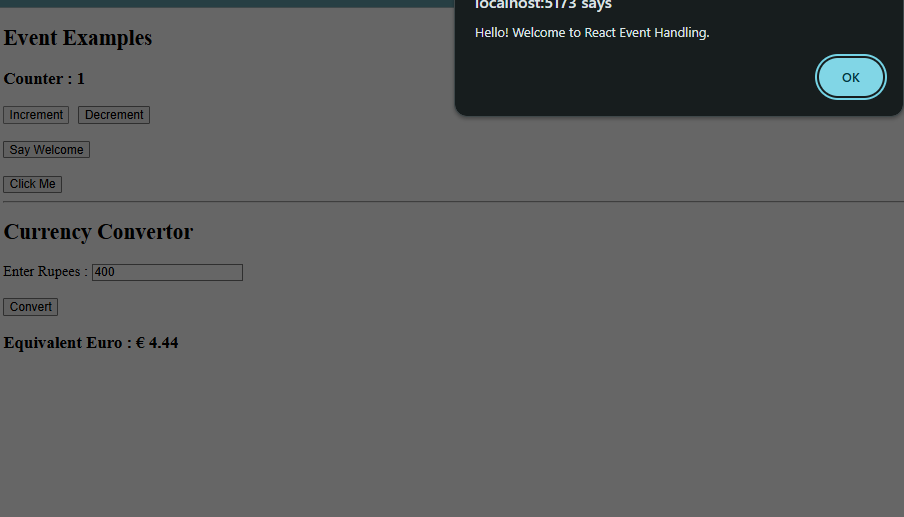 localhost:5173 says
Hello! Welcome to React Event Handling.
OK
Event Examples
Counter : 1
Increment Decrement
Say Welcome
Click Me
Currency Convertor
Enter Rupees : 400
Convert
Equivalent Euro : € 4.44